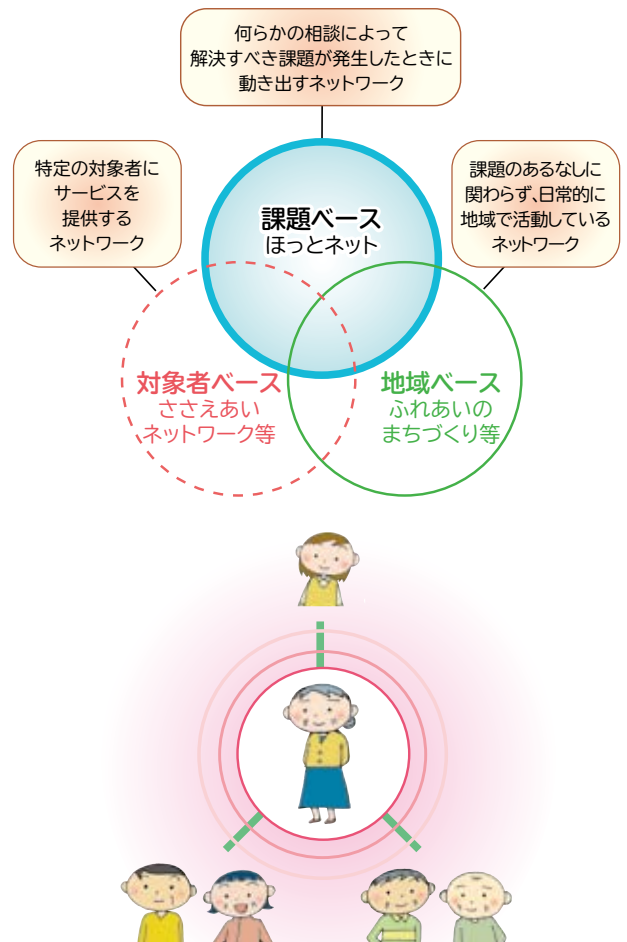 何らかの相談によって
解決すべき課題が発生したときに
動き出すネットワーク
特定の対象者に
サービスを
提供する
ネットワーク
課題のあるなしに
関わらず、日常的に
地域で活動している
ネットワーク
課題ベース
ほっとネット
対象者ベース
ささえあい
ネットワーク等
地域ベース
ふれあいの
まちづくり等